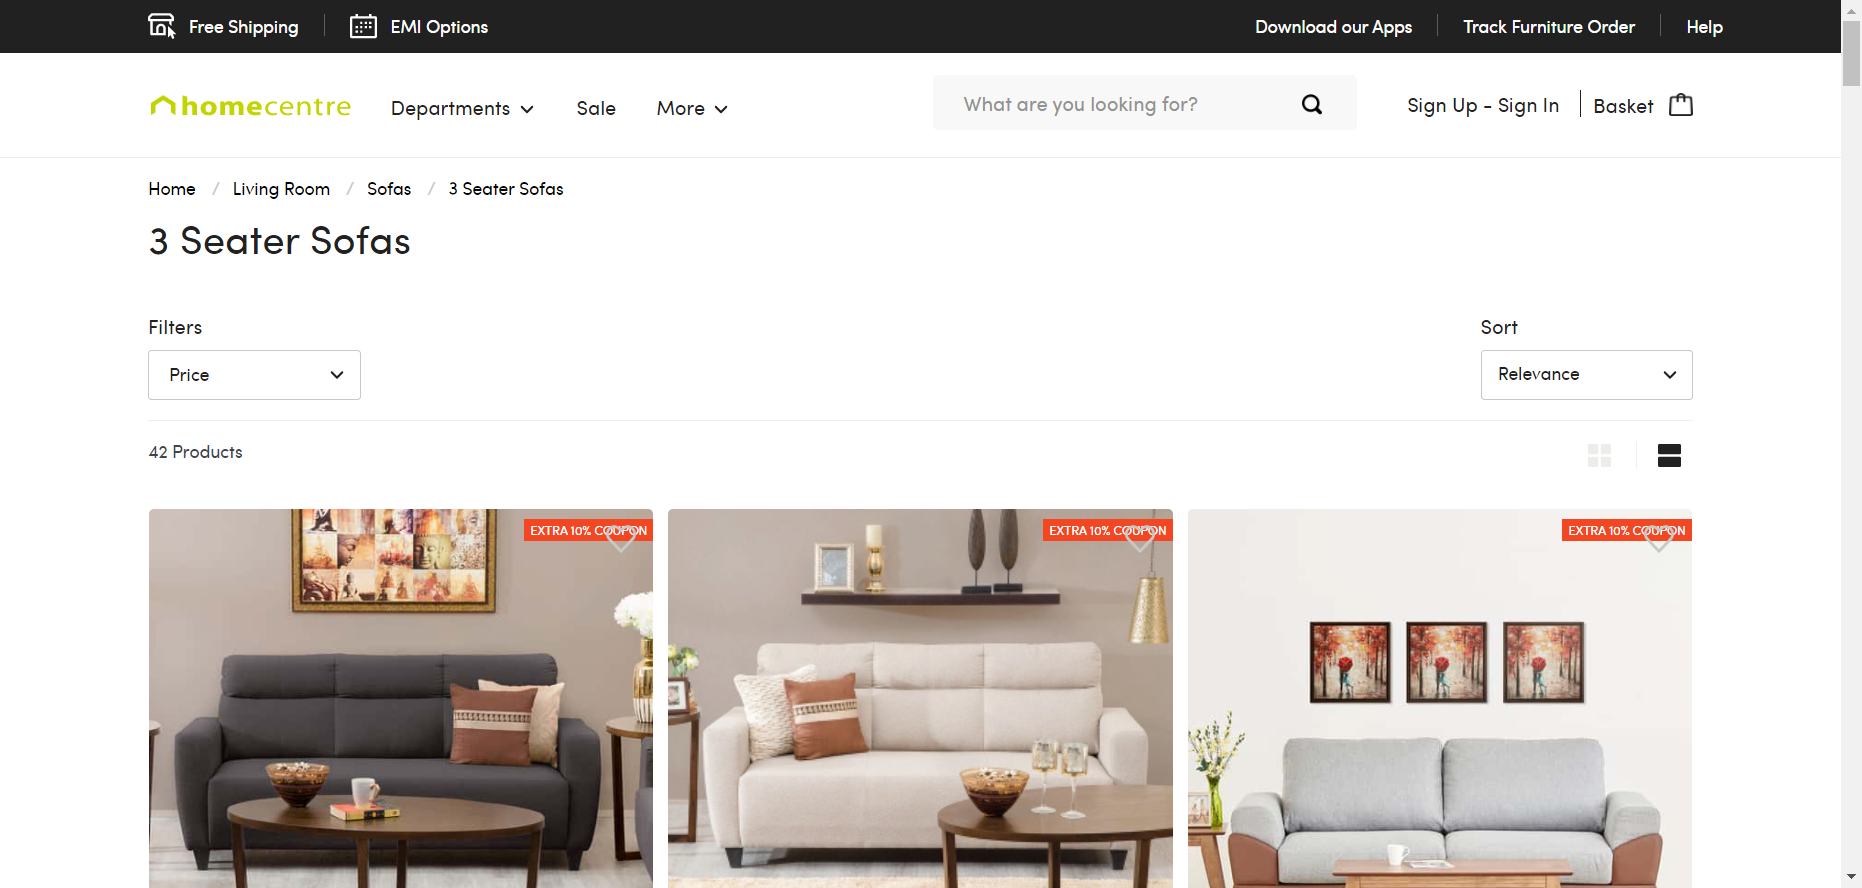 Free Shipping
EMI Options
Download our Apps
Track Furniture Order
Help
homecentre
Departments
Sale
More
What are you looking for?
Sign Up - Sign In
Basket
Home / Living Room / Sofas / 3 Seater Sofas
3 Seater Sofas
Filters
Sort
Price
Relevance
42 Products
EXTRA 10% COUPON
EXTRA 10% COUPON
EXTRA 10% COUPON